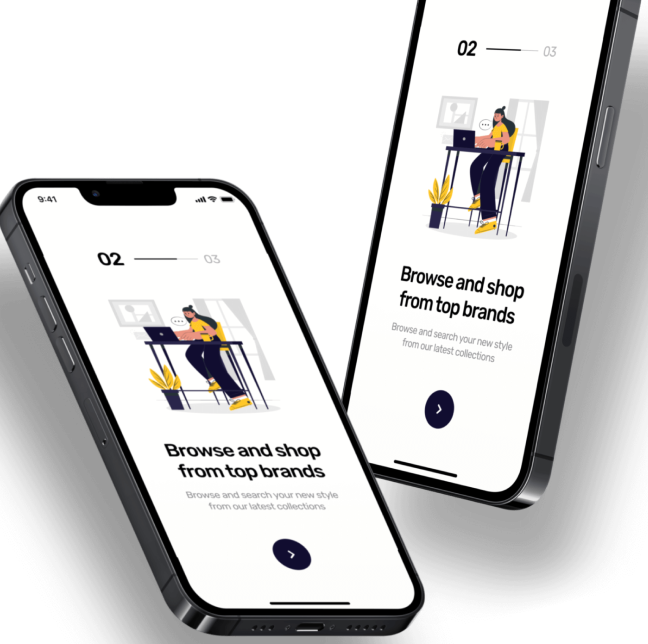 9:41
02 03
Browse and shop
from top brands
Browse and search your new style
from our latest collections
02 03
Browse and shop
from top brands
Browse and search your new style
from our latest collections